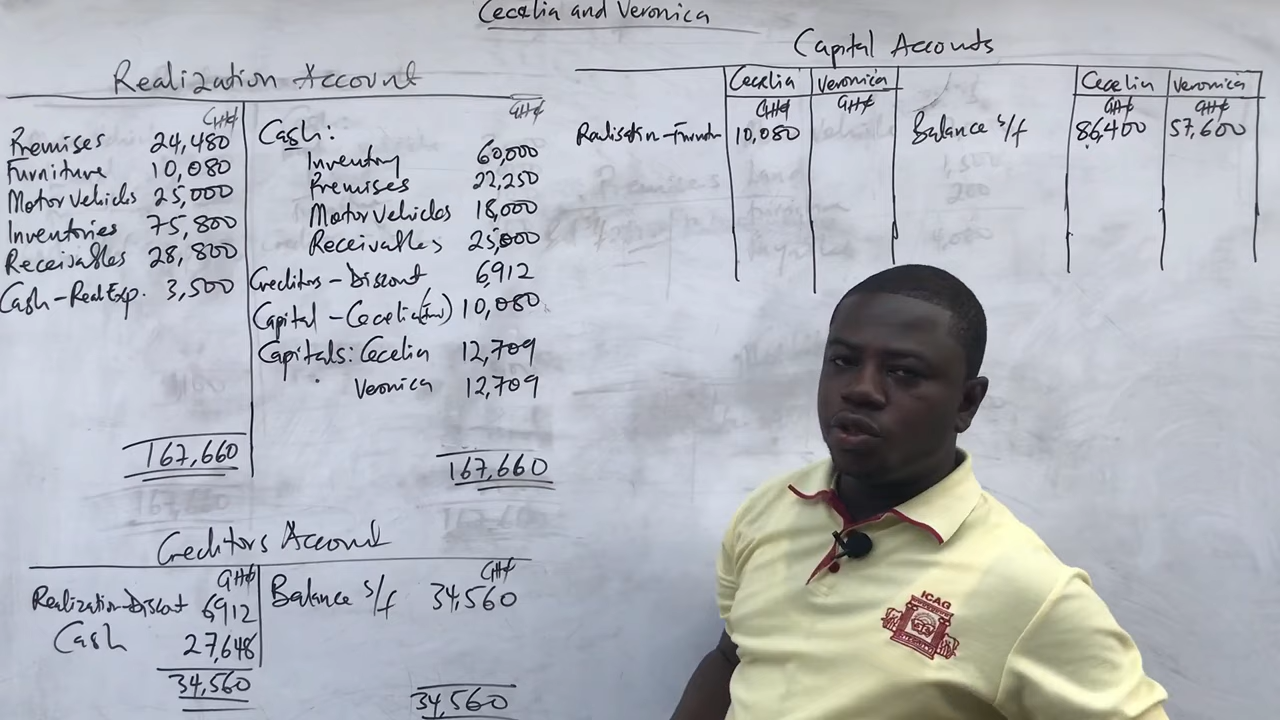 Cecelia and Veronica
Realization Account
GH¢
Premises 24,480
Furniture 10,080
Motor vehicles 25,000
Inventories 75,800
Receivables 28,800
Cash - Real Exp. 3,500
167,660
GH¢
Cash:
Inventory 60,000
Premises 22,250
Motor vehicles 18,000
Receivables 25,000
Creditors - Discount 6,912
Capital - Cecelia 10,080
Capitals: Cecelia 12,709
Veronica 12,709
167,660
Creditors Account
GH¢
Realization-Discount 6,912
Cash 27,648
34,560
GH¢
Balance s/f 34,560
34,560
Capital Accounts
Cecelia Veronica
GH¢ GH¢
Realisation - Furniture 10,080
Cecelia Veronica
GH¢ GH¢
Balance s/f 86,400 57,600
ICAG